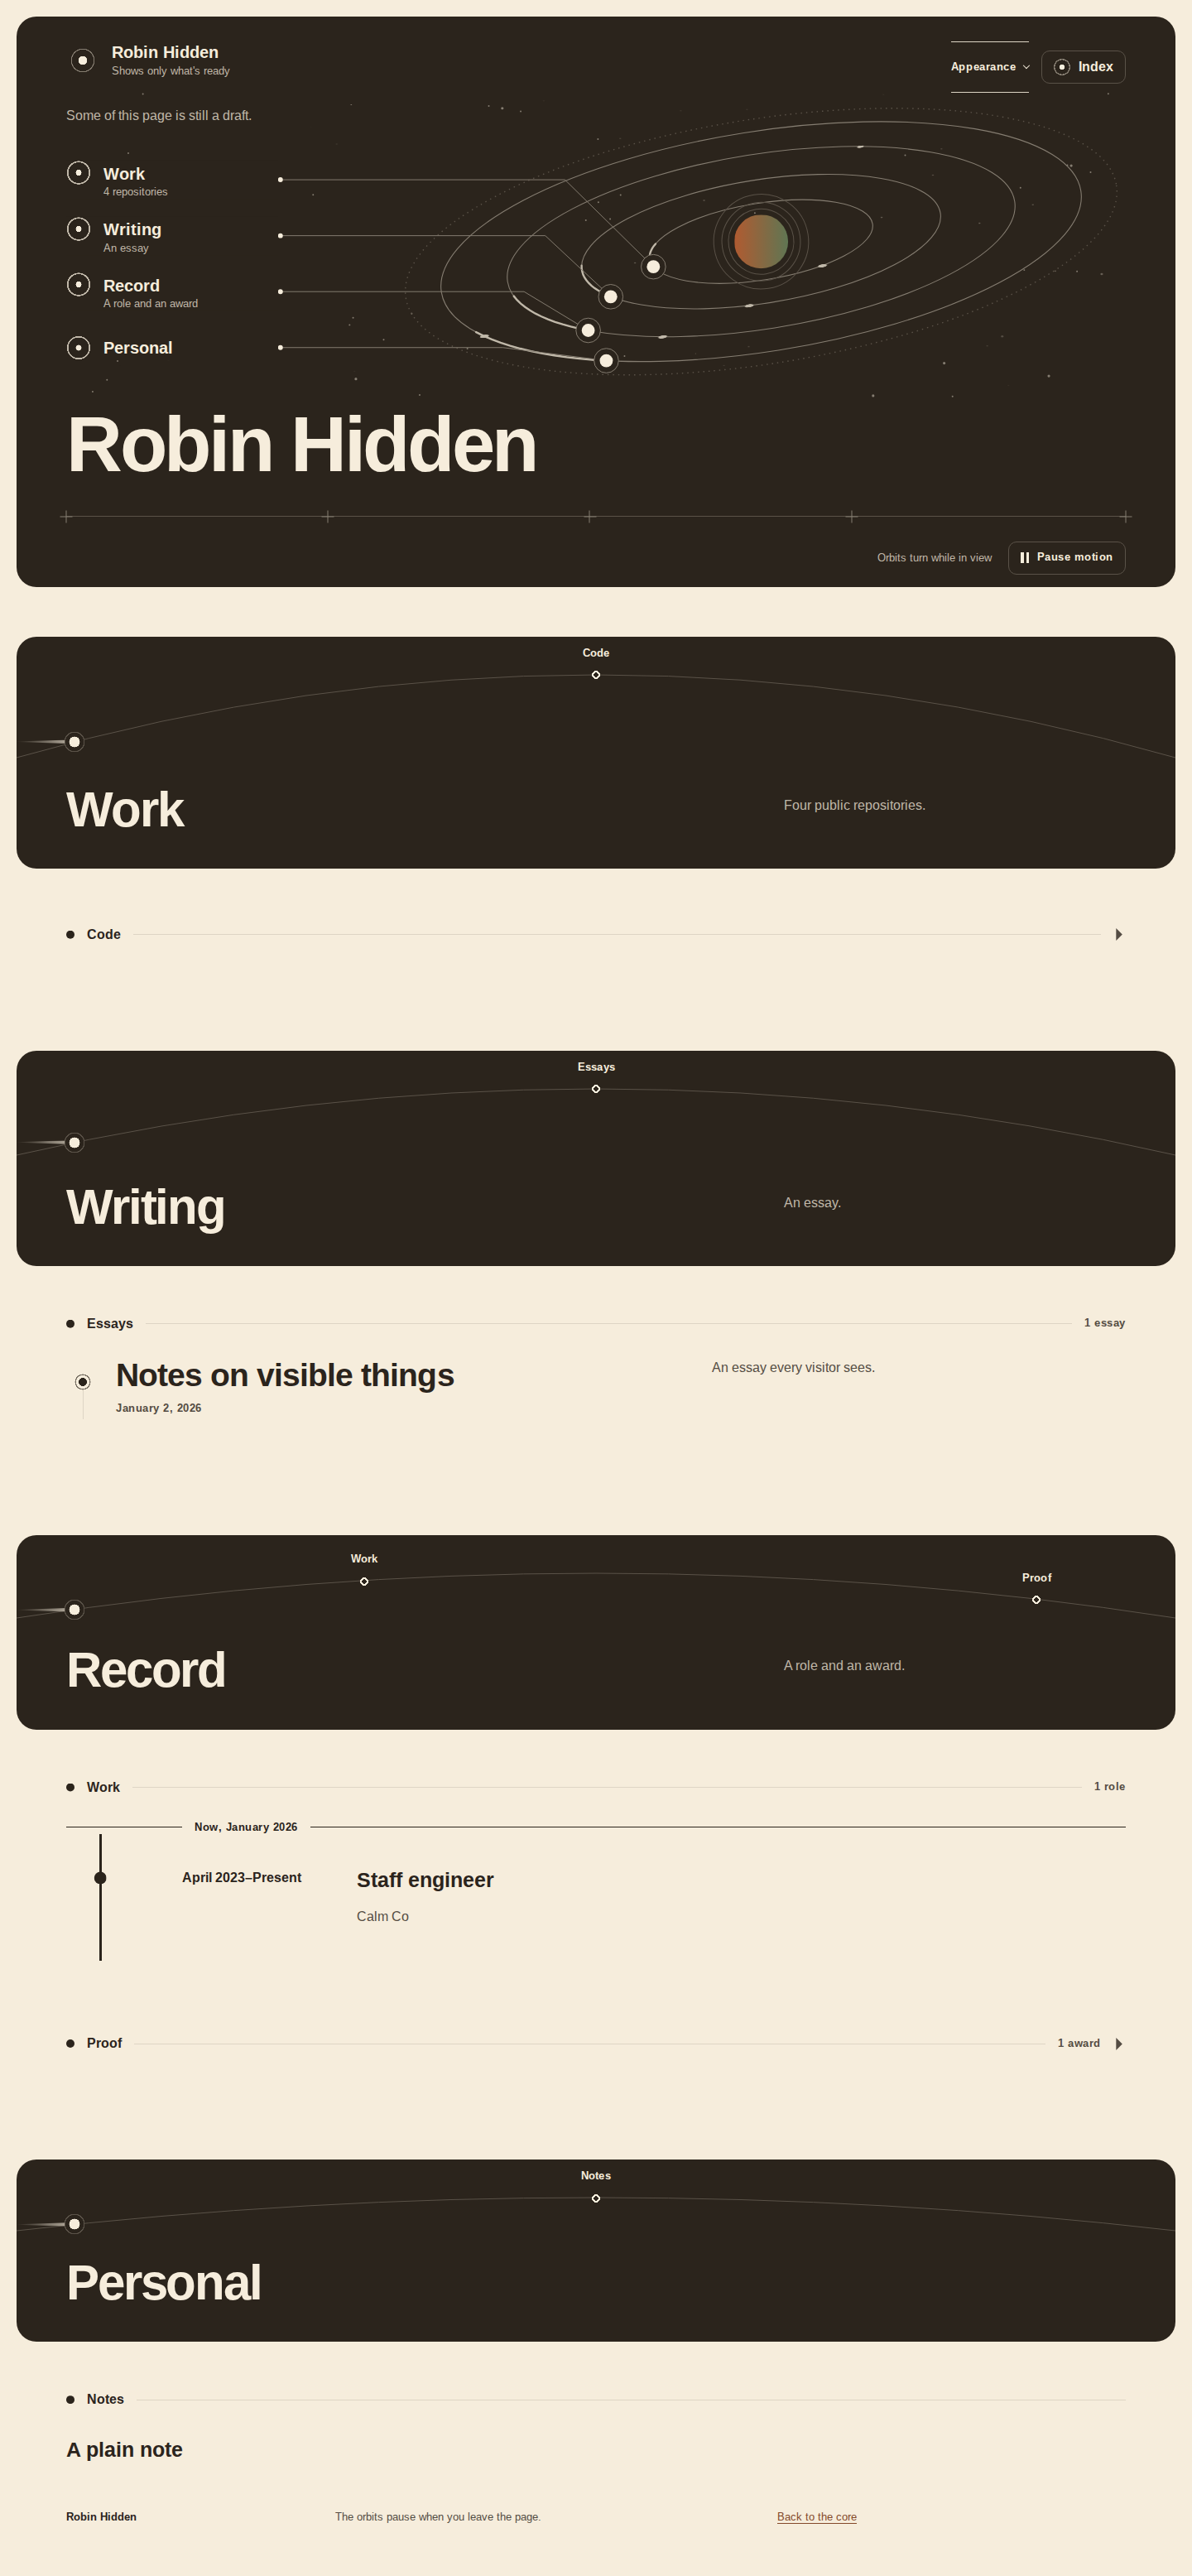 Robin Hidden
Shows only what's ready
Appearance
Index
Some of this page is still a draft.
Work
4 repositories
Writing
An essay
Record
A role and an award
Personal
Robin Hidden
Orbits turn while in view
Pause motion
Code
Work
Four public repositories.
Code
Essays
Writing
An essay.
Essays
1 essay
Notes on visible things
An essay every visitor sees.
January 2, 2026
Work
Proof
Record
A role and an award.
Work
1 role
Now, January 2026
April 2023–Present
Staff engineer
Calm Co
Proof
1 award
Notes
Personal
Notes
A plain note
Robin Hidden
The orbits pause when you leave the page.
Back to the core